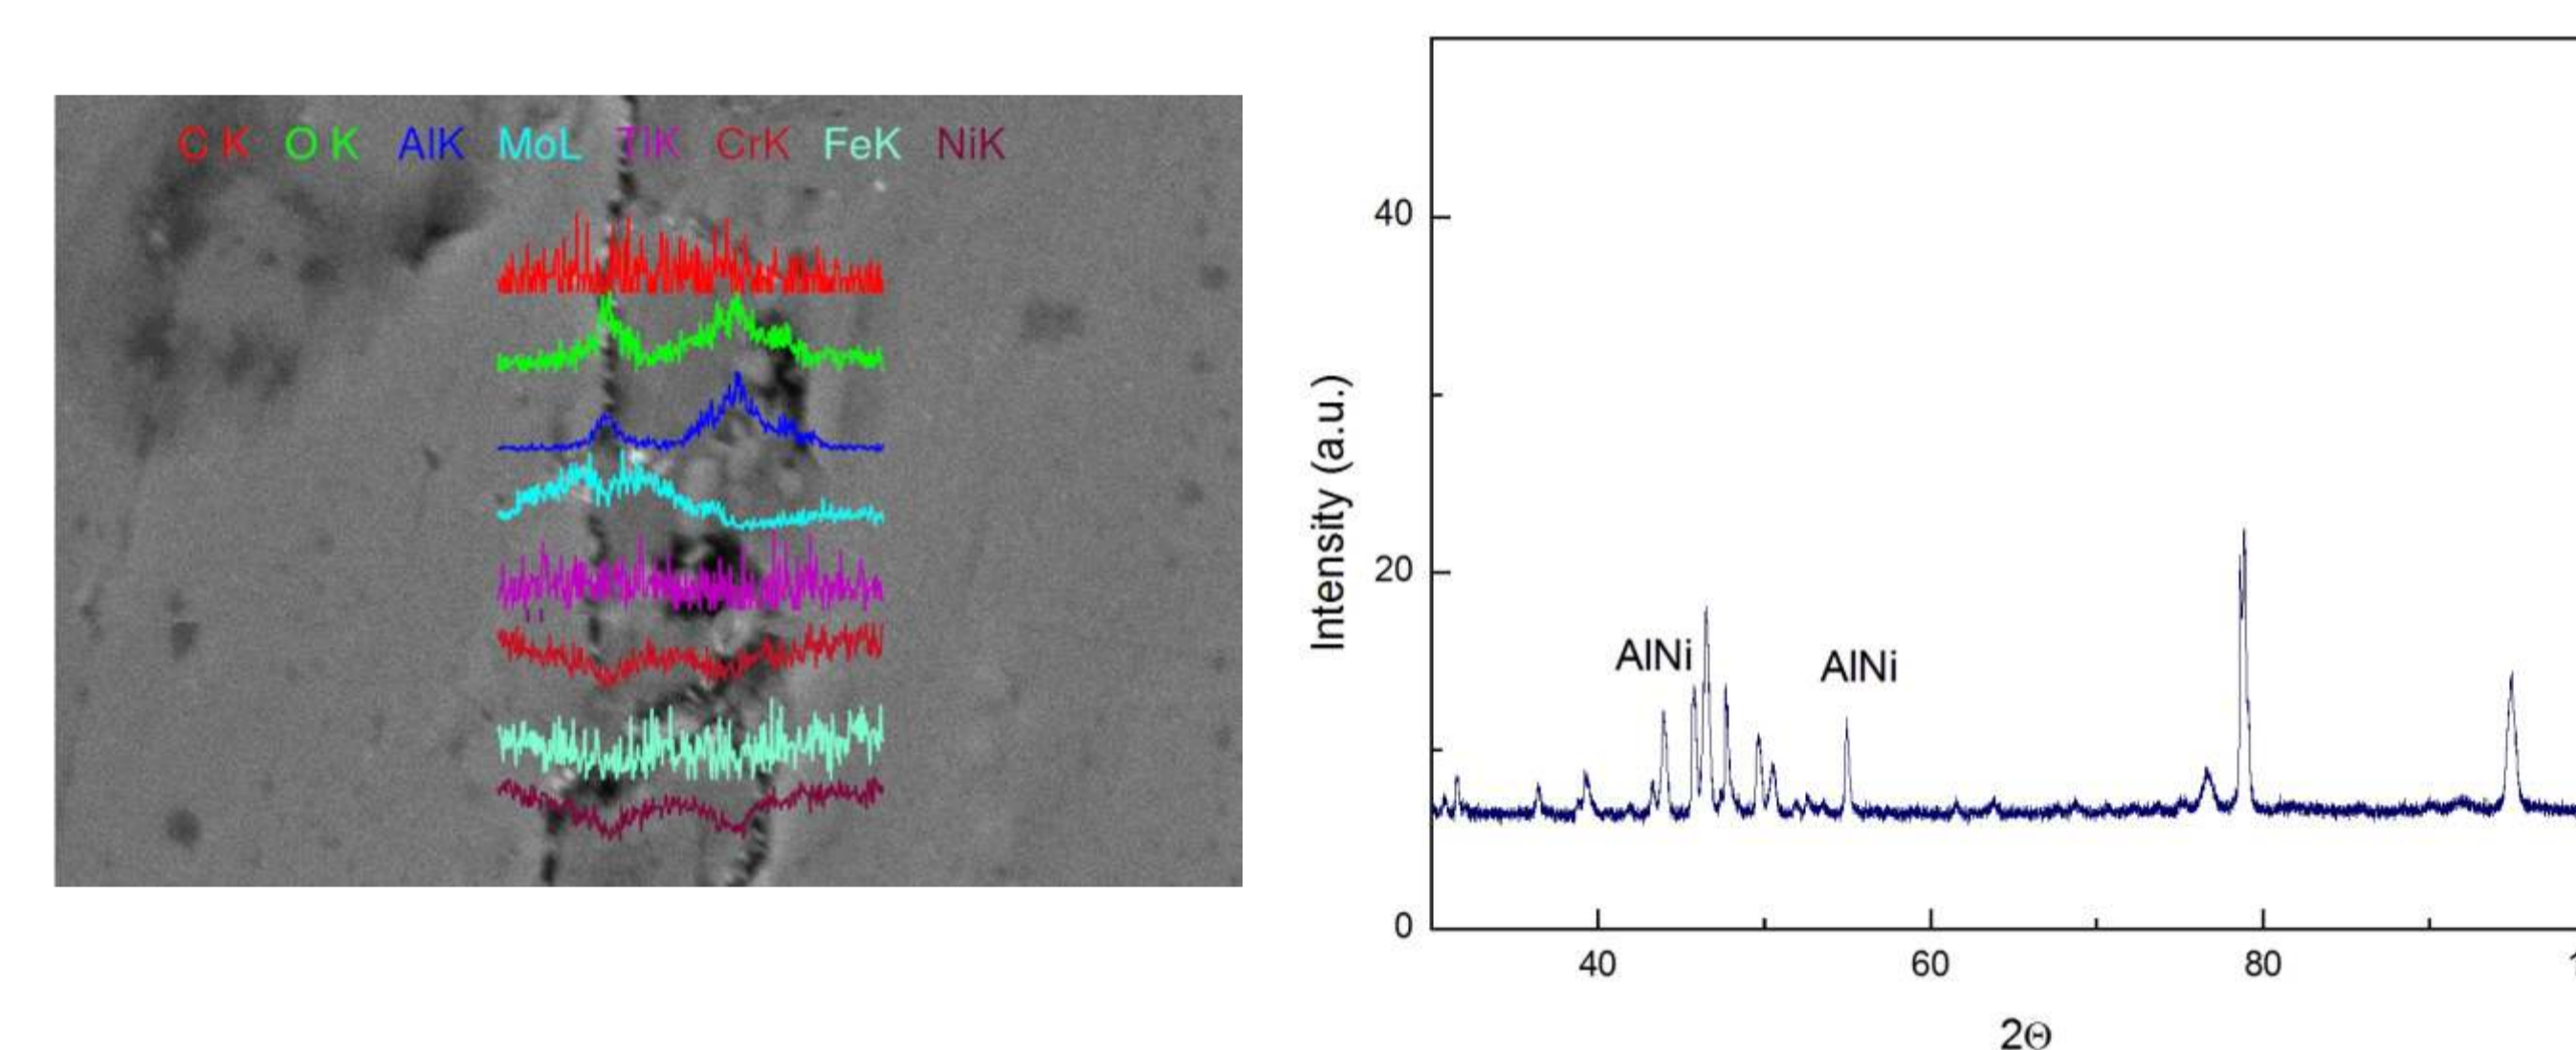 C K O K AlK MoL TiK CrK FeK NiK
40
20
0
Intensity (a.u.)
AlNi
AlNi
40 60 80
2Θ